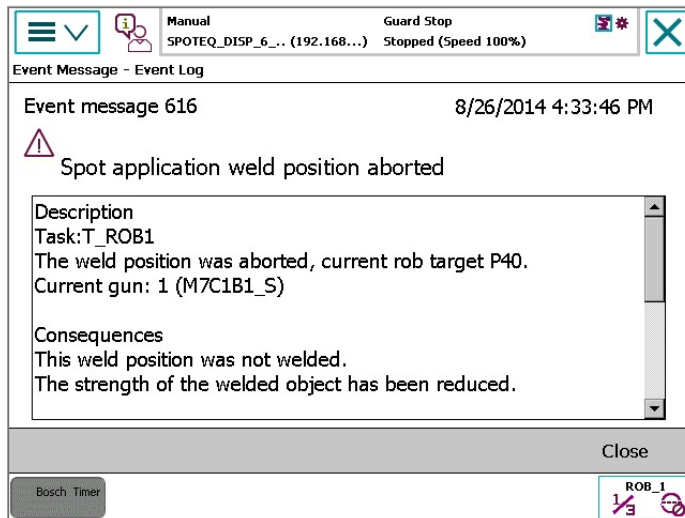 Manual
Guard Stop
SPOTEQ_DISP_6_.. (192.168...)
Stopped (Speed 100%)
Event Message - Event Log
Event message 616
8/26/2014 4:33:46 PM
Spot application weld position aborted
Description
Task:T_ROB1
The weld position was aborted, current rob target P40.
Current gun: 1 (M7C1B1_S)
Consequences
This weld position was not welded.
The strength of the welded object has been reduced.
Close
Bosch Timer
ROB_1
1/3